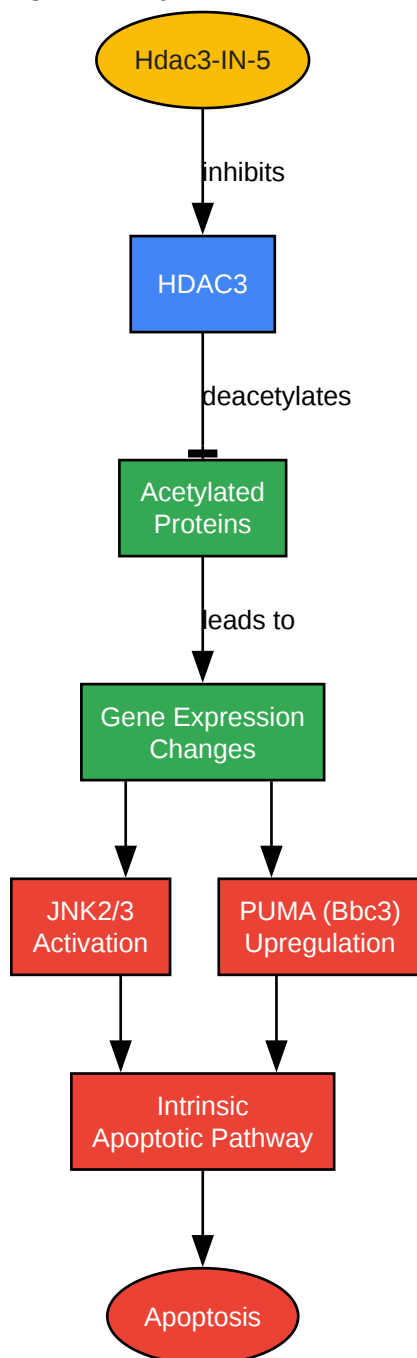 Hdac3-IN-5
inhibits
HDAC3
deacetylates
Acetylated
Proteins
leads to
Gene Expression
Changes
JNK2/3
Activation
PUMA (Bbc3)
Upregulation
Intrinsic
Apoptotic Pathway
Apoptosis